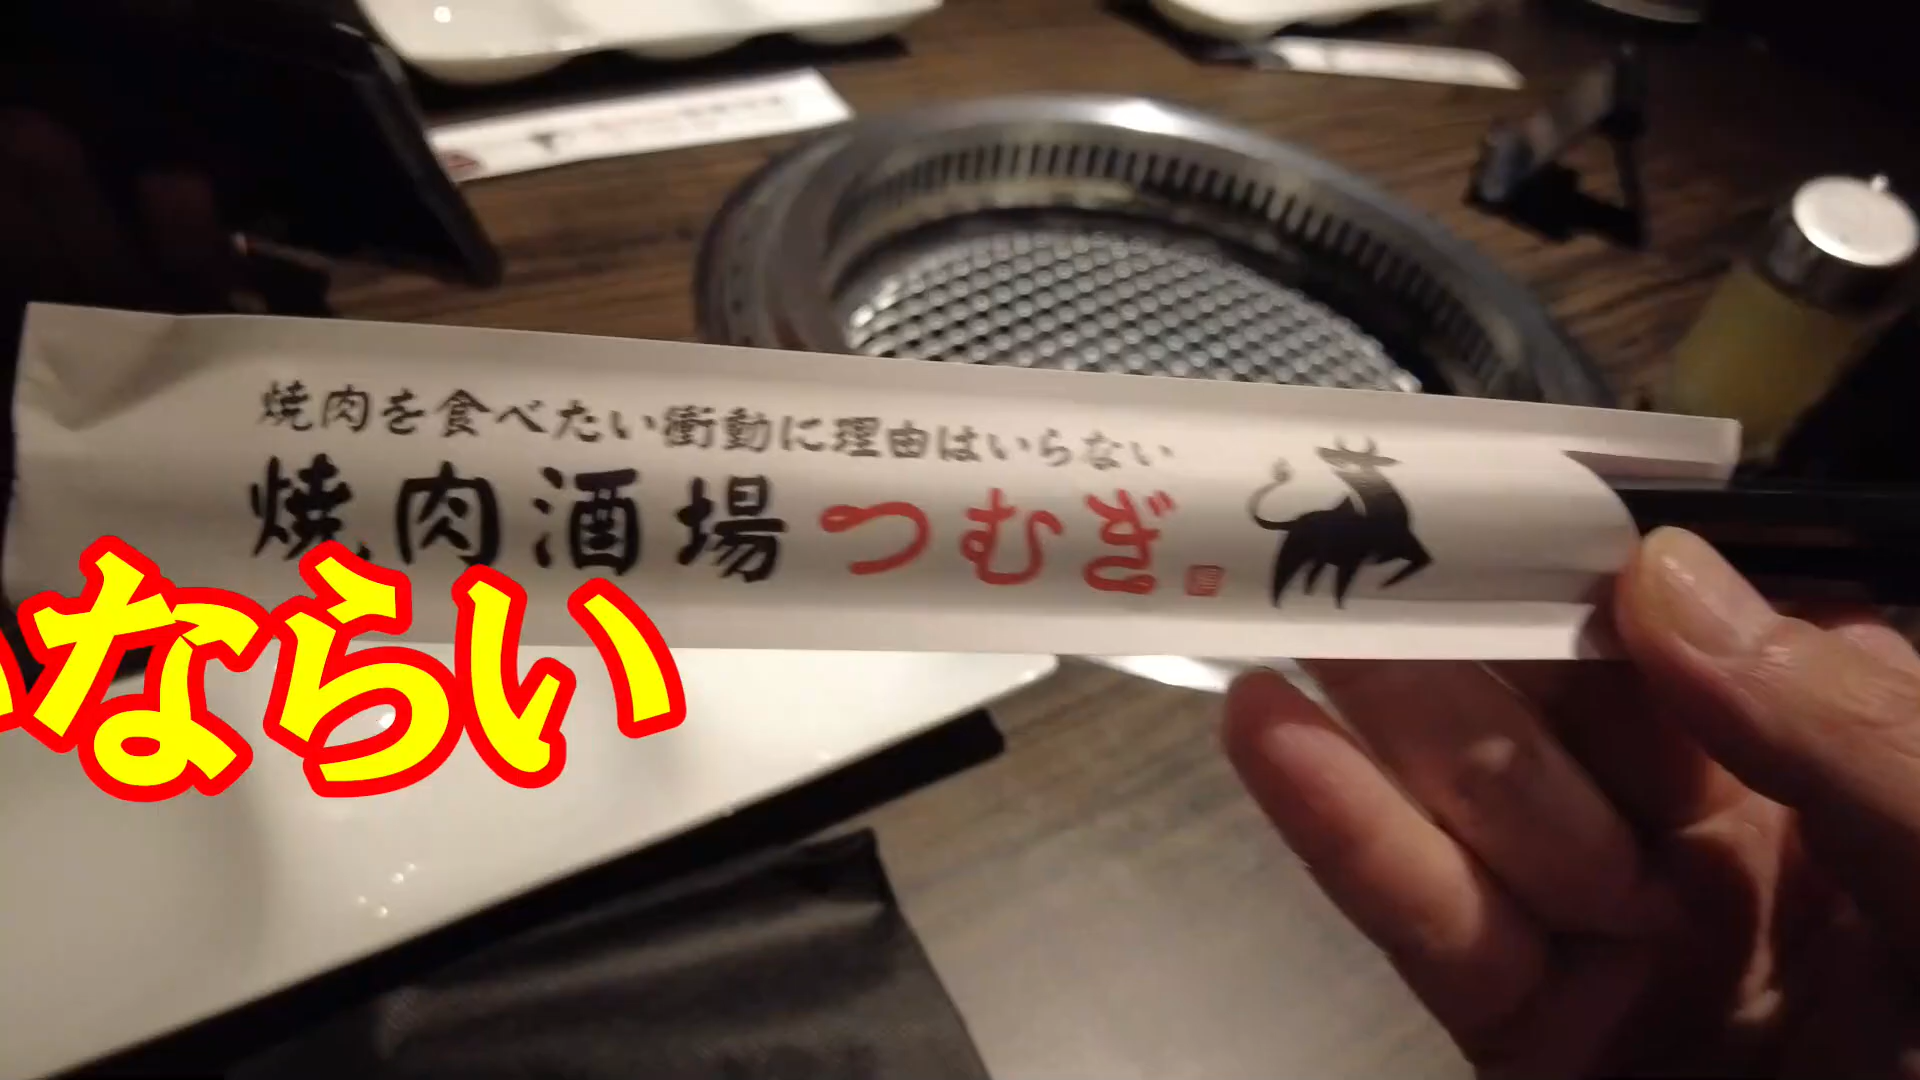 焼肉を食べたい衝動に理由はいらない
焼肉酒場つむぎ
ならい